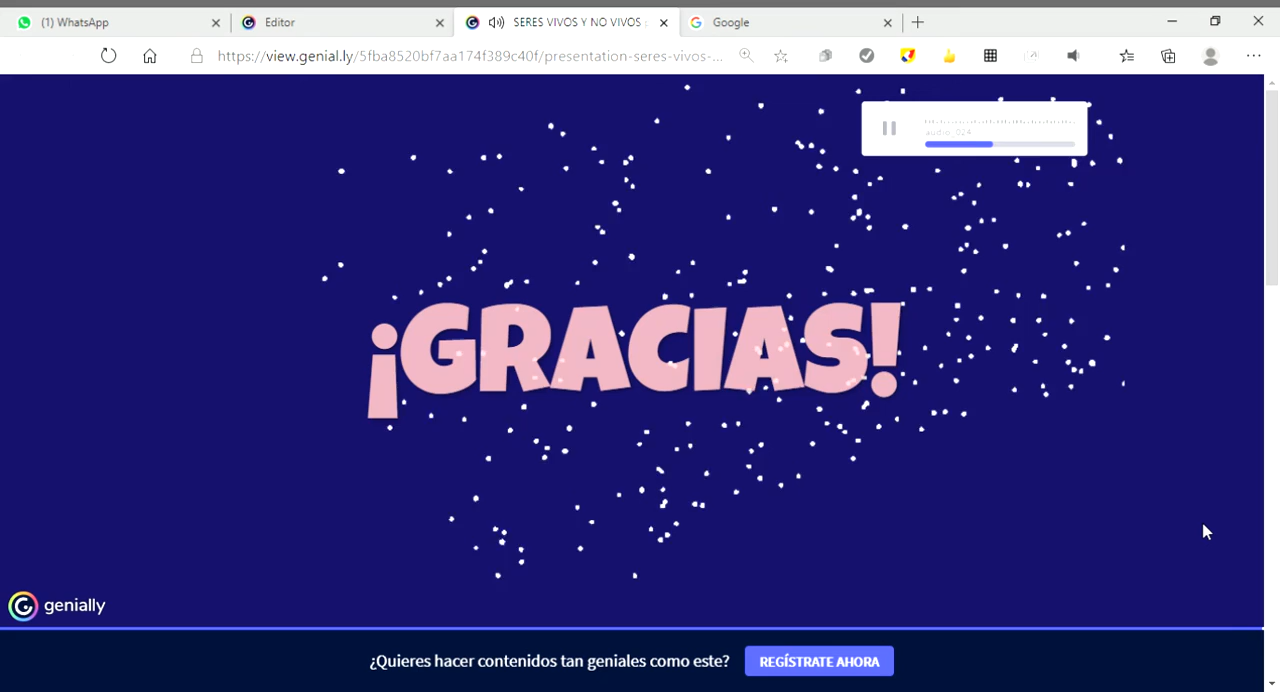 (1) WhatsApp
Editor
SERES VIVOS Y NO VIVOS :
Google
https://view.genial.ly/5fba8520bf7aa174f389c40f/presentation-seres-vivos-...
audio_024
¡GRACIAS!
genially
¿Quieres hacer contenidos tan geniales como este?
REGÍSTRATE AHORA